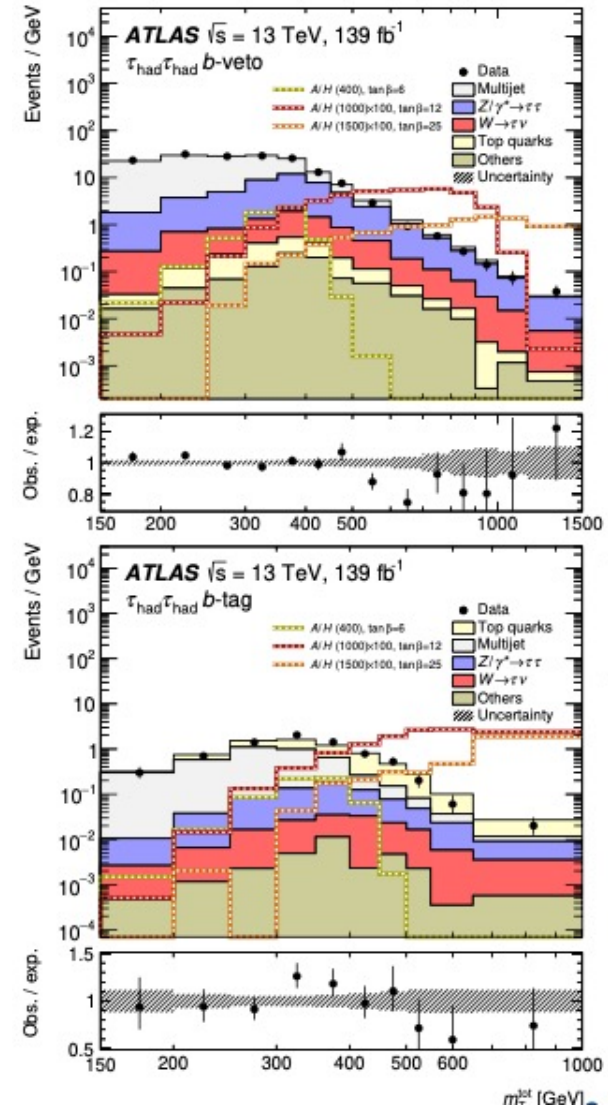 ATLAS √s = 13 TeV, 139 fb⁻¹
τhadτhad b-veto
Events / GeV
10⁴
10³
10²
10
1
10⁻¹
10⁻²
10⁻³
A/H (400), tanβ=6
A/H (1000)×100, tanβ=12
A/H (1500)×100, tanβ=25
Data
Multijet
Z/γ*→ττ
W→τν
Top quarks
Others
Uncertainty
Obs. / exp.
1.2
1
0.8
150 200 300 400 500 1000 1500
ATLAS √s = 13 TeV, 139 fb⁻¹
τhadτhad b-tag
Events / GeV
10⁴
10³
10²
10
1
10⁻¹
10⁻²
10⁻³
10⁻⁴
A/H (400), tanβ=6
A/H (1000)×100, tanβ=12
A/H (1500)×100, tanβ=25
Data
Top quarks
Multijet
Z/γ*→ττ
W→τν
Others
Uncertainty
Obs. / exp.
1.5
1
0.5
150 200 300 400 500 600 1000
m_T^tot [GeV]